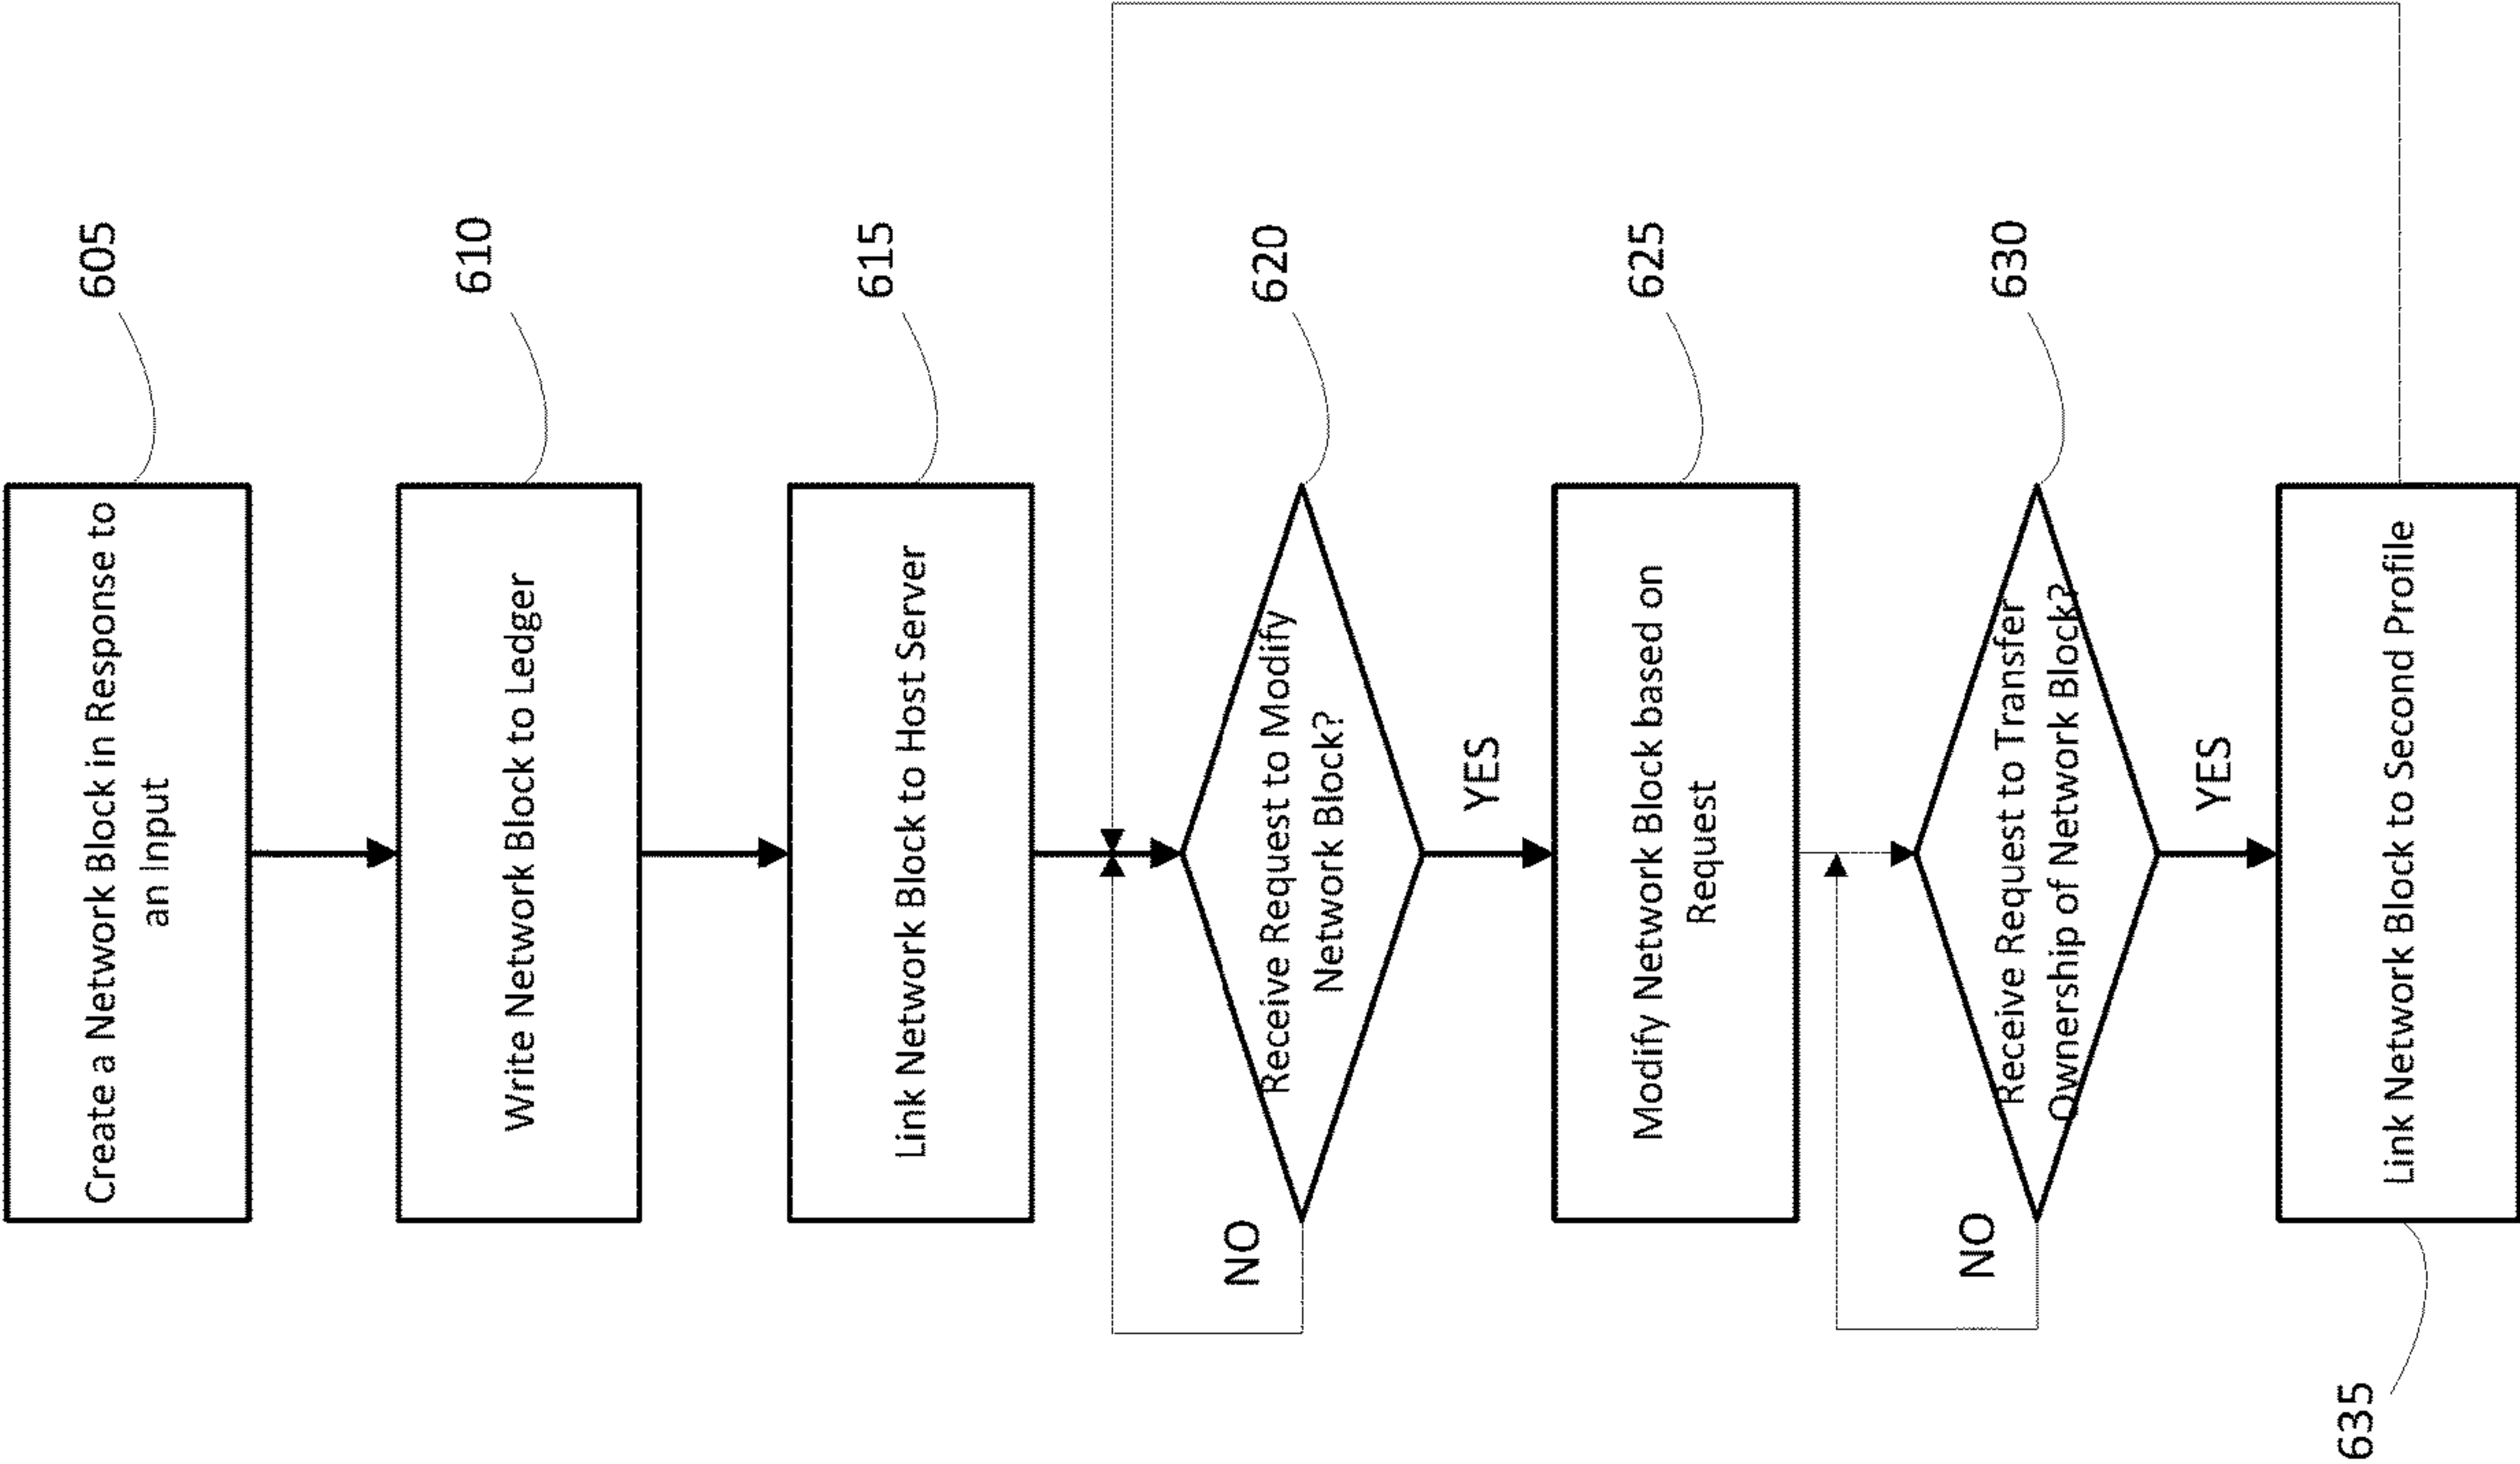 605
Create a Network Block in Response to
an Input
610
Write Network Block to Ledger
615
Link Network Block to Host Server
620
Receive Request to Modify
Network Block?
NO
YES
625
Modify Network Block based on
Request
630
Receive Request to Transfer
Ownership of Network Block?
NO
YES
635
Link Network Block to Second Profile